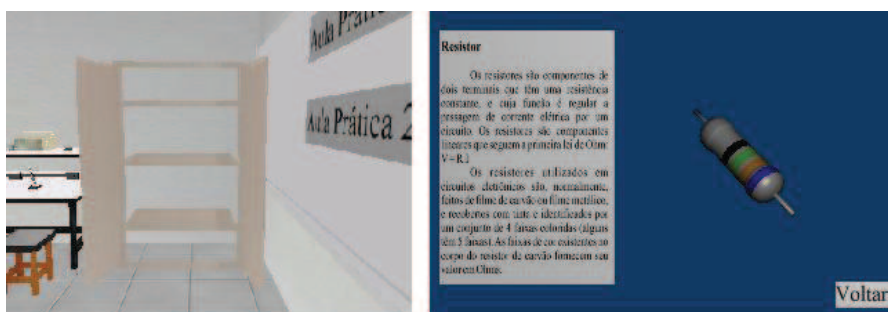 Aula Prática
Aula Prática 2
Resistor
Os resistores são componentes de
dois terminais que têm uma resistência
constante, e cuja função é regular a
passagem de corrente elétrica por um
circuito. Os resistores são componentes
lineares que seguem a primeira lei de Ohm:
V=R.I
Os resistores utilizados em
circuitos eletrônicos são, normalmente,
feitos de filme de carvão ou filme metálico,
e recobertos com tinta e identificados por
um conjunto de 4 faixas coloridas (alguns
têm 5 faixas). As faixas de cor existentes no
corpo do resistor de carvão fornecem seu
valor em Ohms.
Voltar